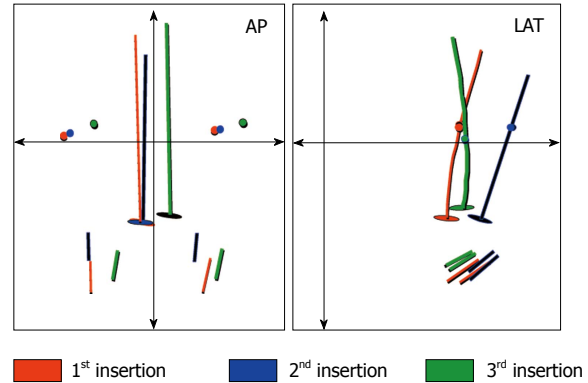 AP
LAT
1st insertion
2nd insertion
3rd insertion